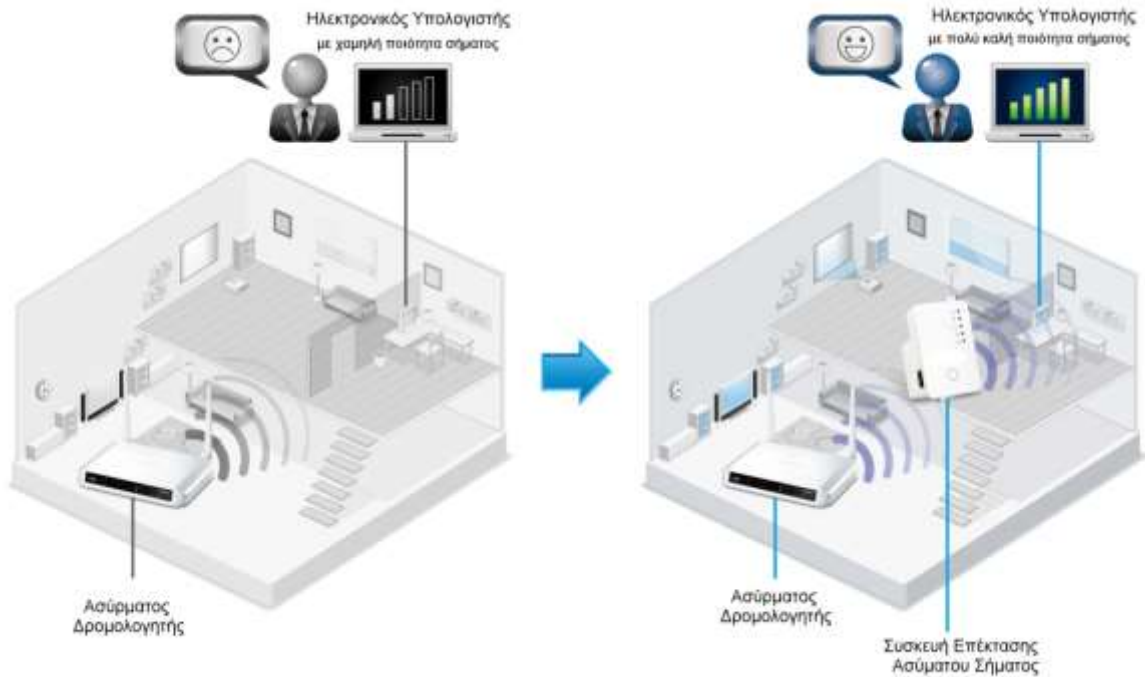 Ηλεκτρονικός Υπολογιστής
με χαμηλή ποιότητα σήματος
Ηλεκτρονικός Υπολογιστής
με πολύ καλή ποιότητα σήματος
Ασύρματος
Δρομολογητής
Ασύρματος
Δρομολογητής
Συσκευή Επέκτασης
Ασύματου Σήματος